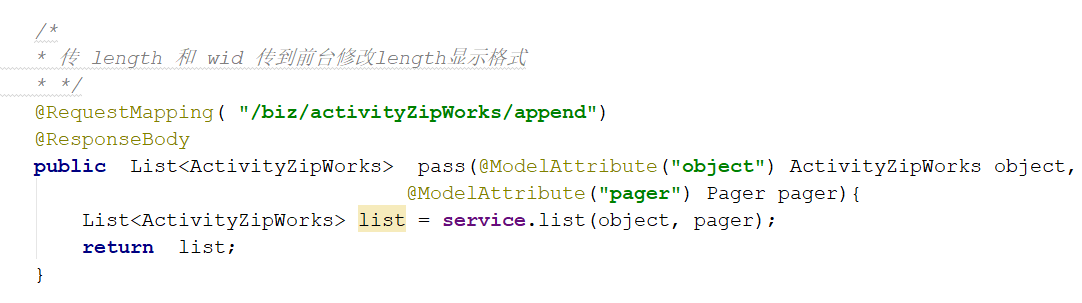 /*
* 传 length 和 wid 传到前台修改length显示格式
* */
@RequestMapping( "/biz/activityZipWorks/append")
@ResponseBody
public  List<ActivityZipWorks>  pass(@ModelAttribute("object") ActivityZipWorks object,
@ModelAttribute("pager") Pager pager){
List<ActivityZipWorks> list = service.list(object, pager);
return  list;
}